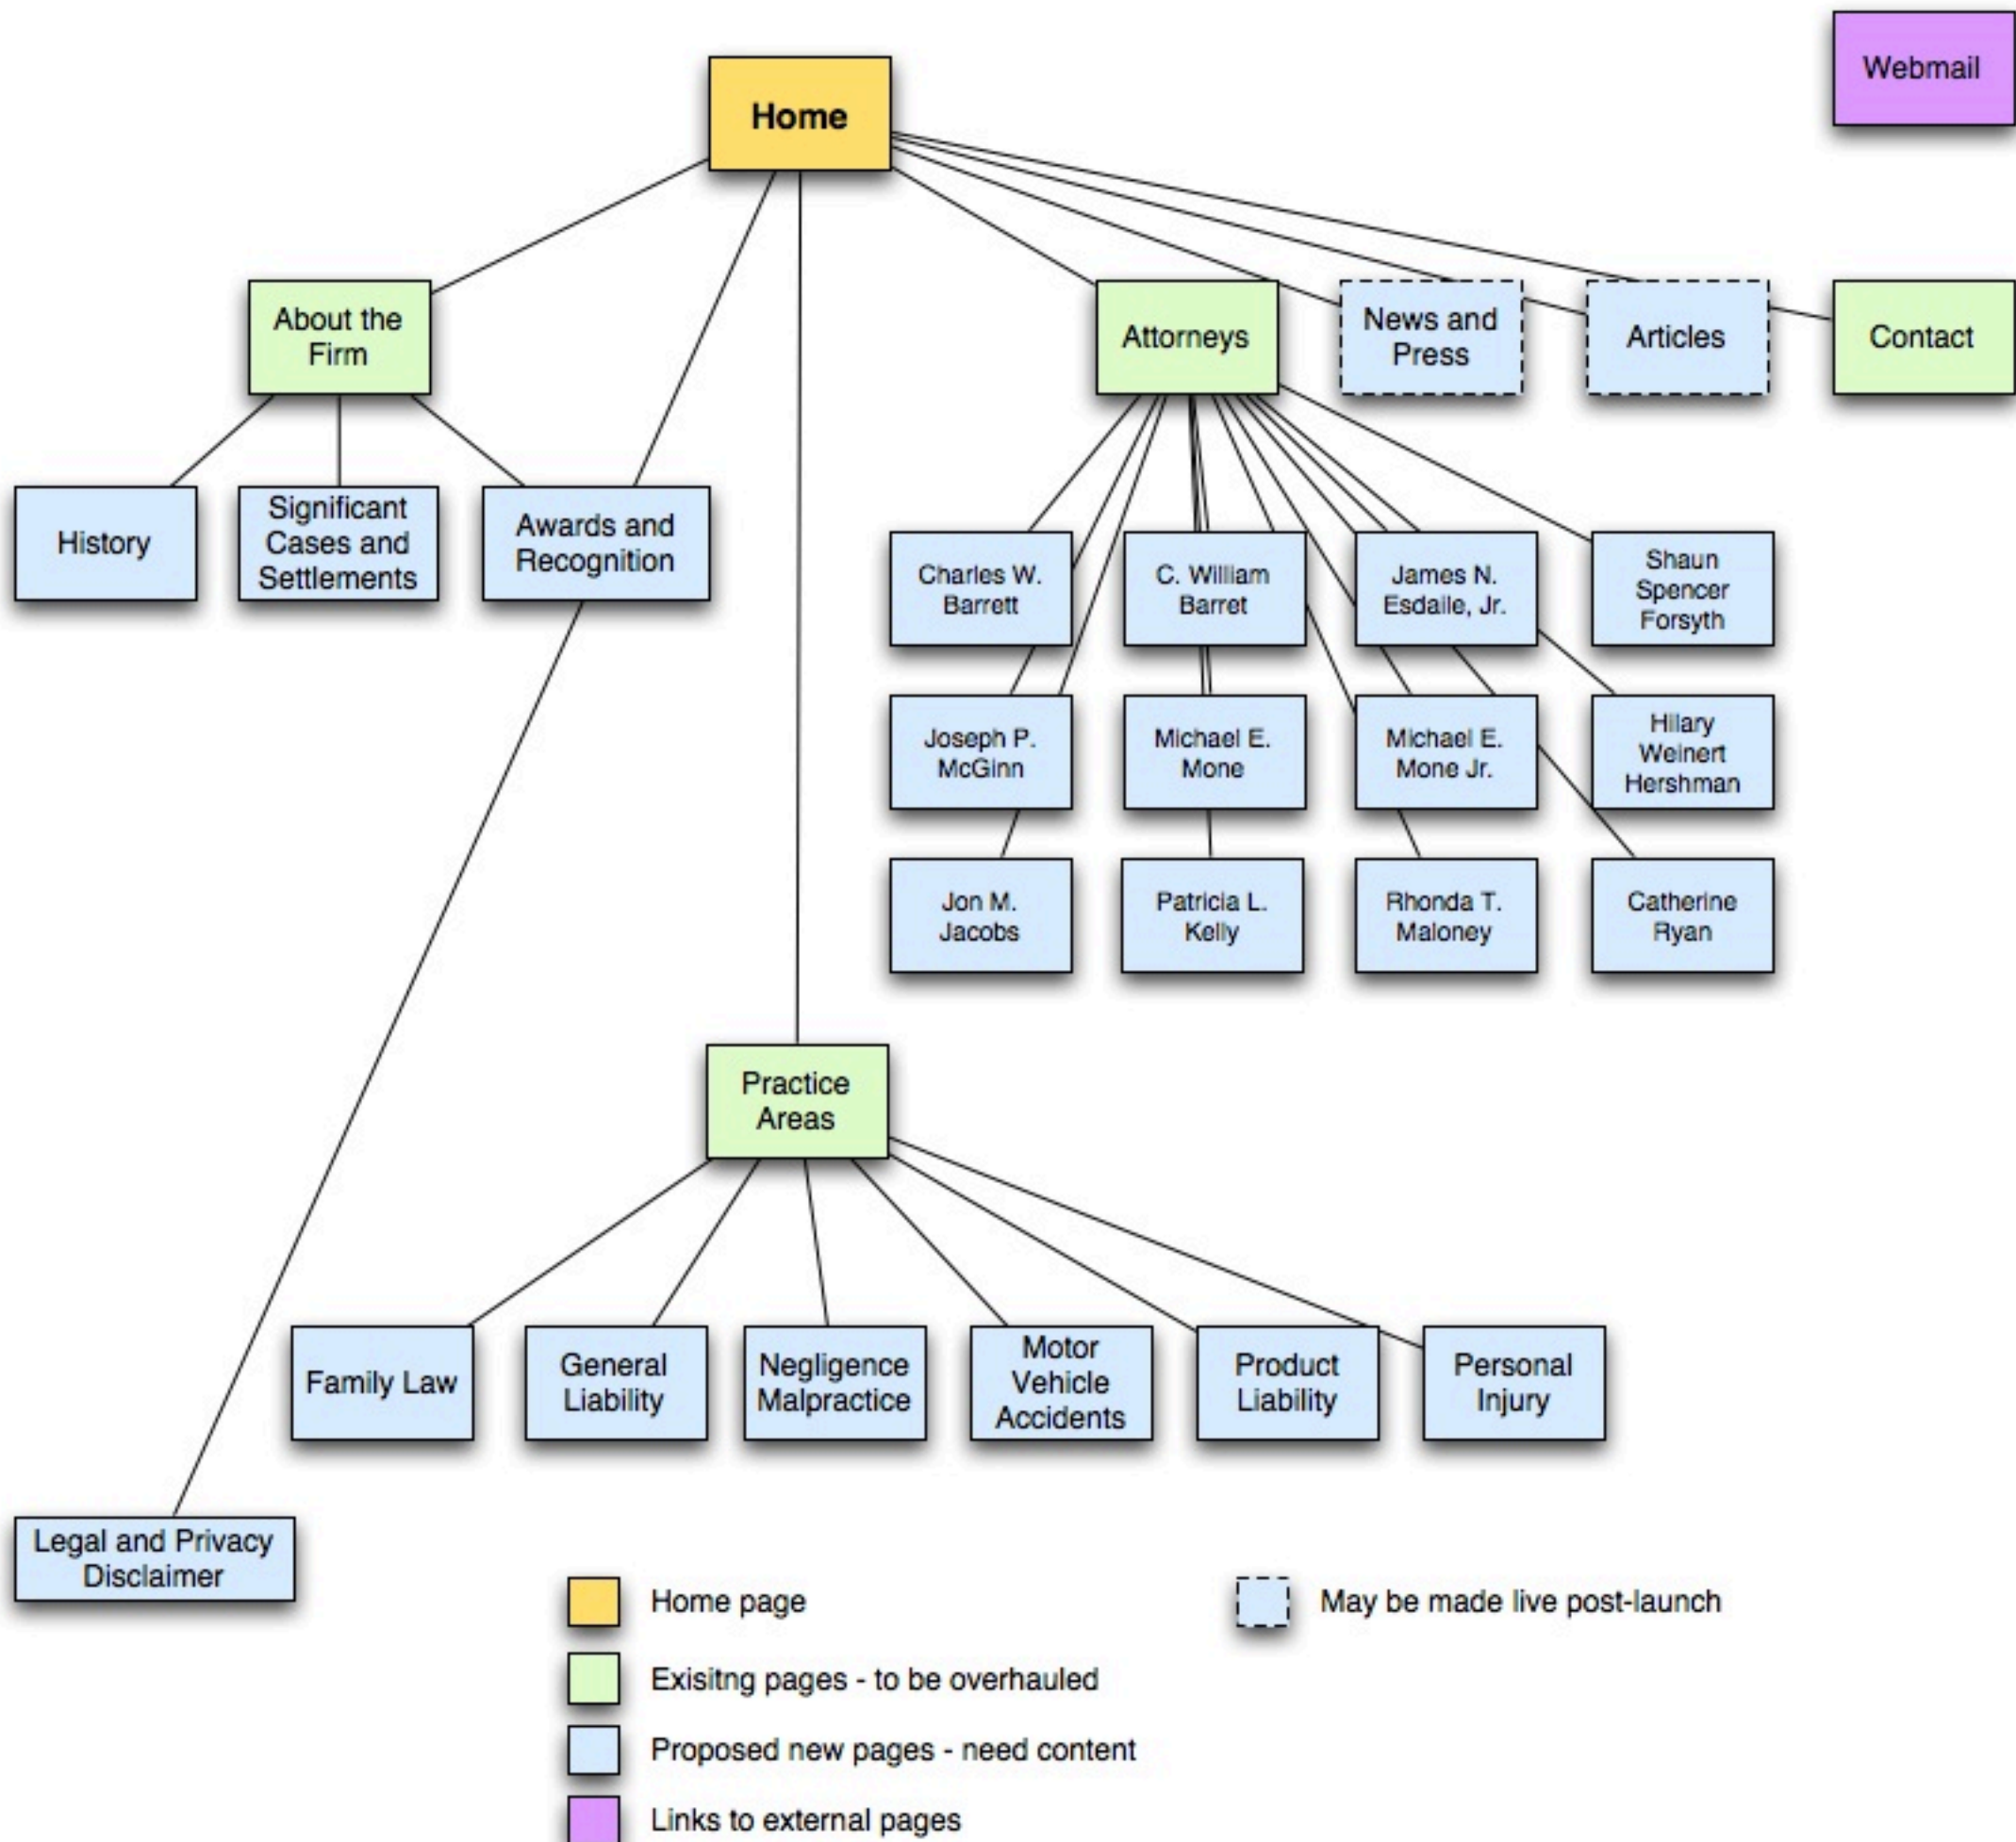 Webmail
Home
About the
Firm
Attorneys
News and
Press
Articles
Contact
History
Significant
Cases and
Settlements
Awards and
Recognition
Charles W.
Barrett
C. William
Barret
James N.
Esdaile, Jr.
Shaun
Spencer
Forsyth
Joseph P.
McGinn
Michael E.
Mone
Michael E.
Mone Jr.
Hilary
Weinert
Hershman
Jon M.
Jacobs
Patricia L.
Kelly
Rhonda T.
Maloney
Catherine
Ryan
Practice
Areas
Family Law
General
Liability
Negligence
Malpractice
Motor
Vehicle
Accidents
Product
Liability
Personal
Injury
Legal and Privacy
Disclaimer
Home page
May be made live post-launch
Exisitng pages - to be overhauled
Proposed new pages - need content
Links to external pages